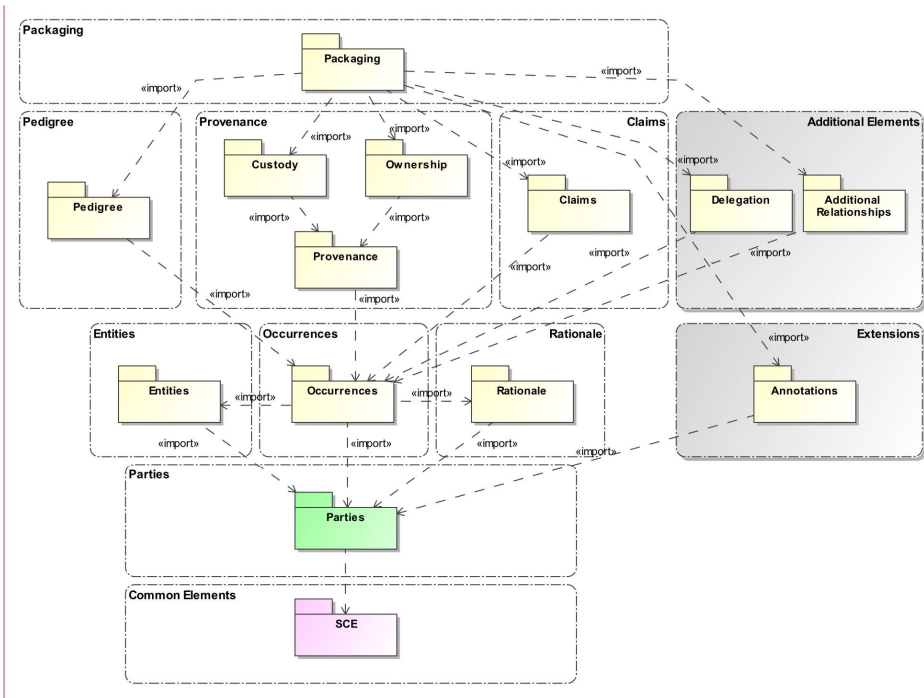 Packaging
Packaging
«import»
«import»
Pedigree
Provenance
Claims
Additional Elements
«import»
«import»
Custody
Ownership
«import»
«import»
Pedigree
Claims
Delegation
Additional
Relationships
«import»
«import»
Provenance
«import»
«import»
«import»
«import»
Entities
Occurrences
Rationale
Extensions
«import»
Entities
Occurrences
Rationale
Annotations
«import»
«import»
«import»
«import»
«import»
«import»
Parties
Parties
Common Elements
SCE